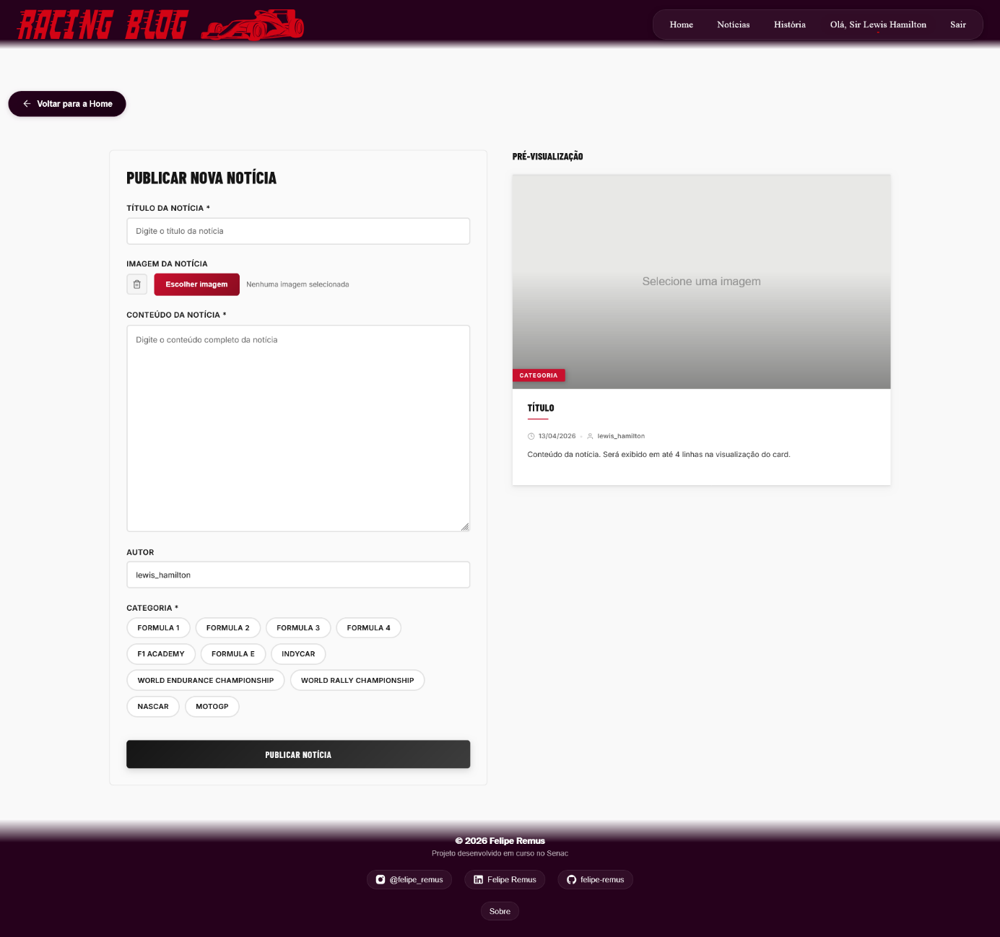 RACING BLOG
Home
Notícias
História
Olá, Sir Lewis Hamilton
Sair
Voltar para a Home
PUBLICAR NOVA NOTÍCIA
TÍTULO DA NOTÍCIA *
Digite o título da notícia
IMAGEM DA NOTÍCIA
Escolher imagem
Nenhuma imagem selecionada
CONTEÚDO DA NOTÍCIA *
Digite o conteúdo completo da notícia
AUTOR
lewis_hamilton
CATEGORIA *
FORMULA 1
FORMULA 2
FORMULA 3
FORMULA 4
F1 ACADEMY
FORMULA E
INDYCAR
WORLD ENDURANCE CHAMPIONSHIP
WORLD RALLY CHAMPIONSHIP
NASCAR
MOTOGP
PUBLICAR NOTÍCIA
PRÉ-VISUALIZAÇÃO
Selecione uma imagem
CATEGORIA
TÍTULO
13/04/2026 • lewis_hamilton
Conteúdo da notícia. Será exibido em até 4 linhas na visualização do card.
© 2026 Felipe Remus
Projeto desenvolvido em curso no Senac
@felipe_remus
Felipe Remus
felipe-remus
Sobre